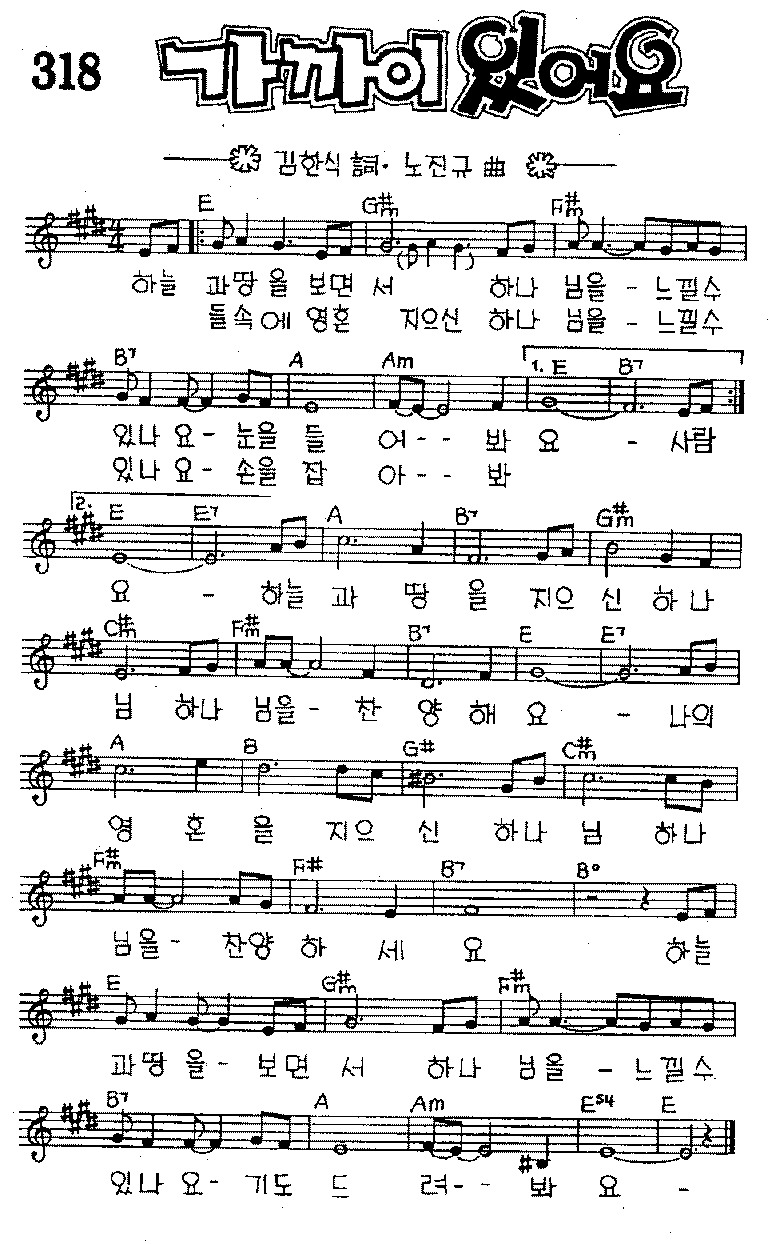 318 가까이 있어요
김한식 詞· 노진규 曲
E G#m F#m
하늘 과 땅 을 보면 서 하나 님을 - 느낄수
들속에 영혼 지으신 하나 님을 - 느낄수
B7 A Am 1. E B7
있나 요- 눈을 들 어-- 봐 요 - 사람
있나 요- 손을 잡 아-- 봐
2. E E7 A B7 G#m
요 - 하늘 과 땅 을 지으 신 하 나
C#m F#m B7 E E7
님 하나 님을- 찬 양 해 요 - 나의
A B G# C#m
영 혼 을 지으 신 하나 님 하나
F#m F# B7 B°
님을- 찬양 하 세 요 하늘
E G#m F#m
과 땅 을- 보면 서 하나 님을 - 느낄수
B7 A Am Es4 E
있나 요- 기도 드 려-- 봐 요 -